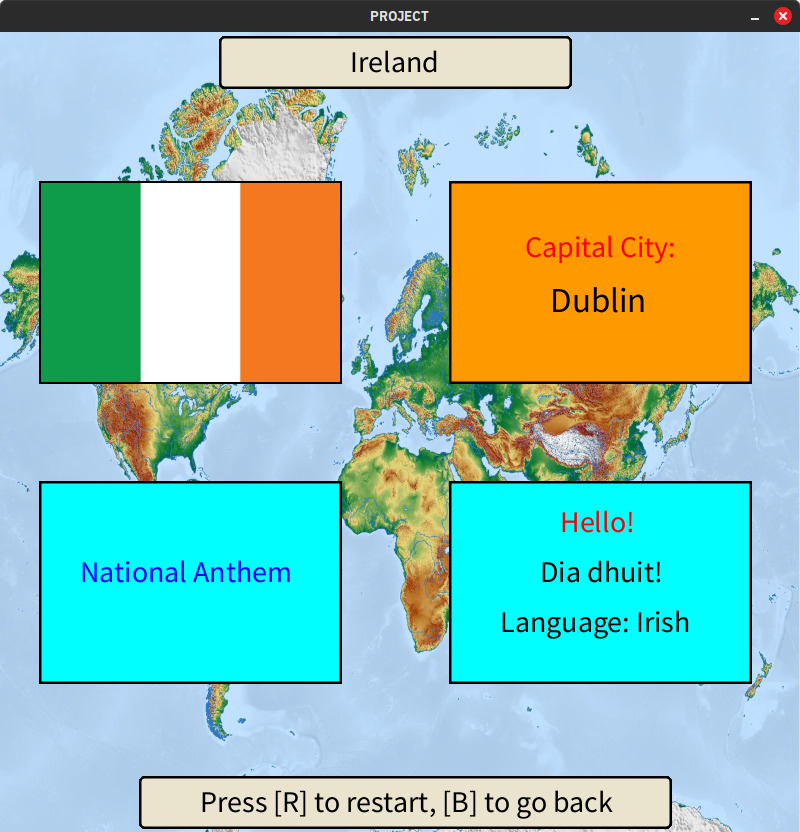 PROJECT
Ireland
Capital City:
Dublin
National Anthem
Hello!
Dia dhuit!
Language: Irish
Press [R] to restart, [B] to go back